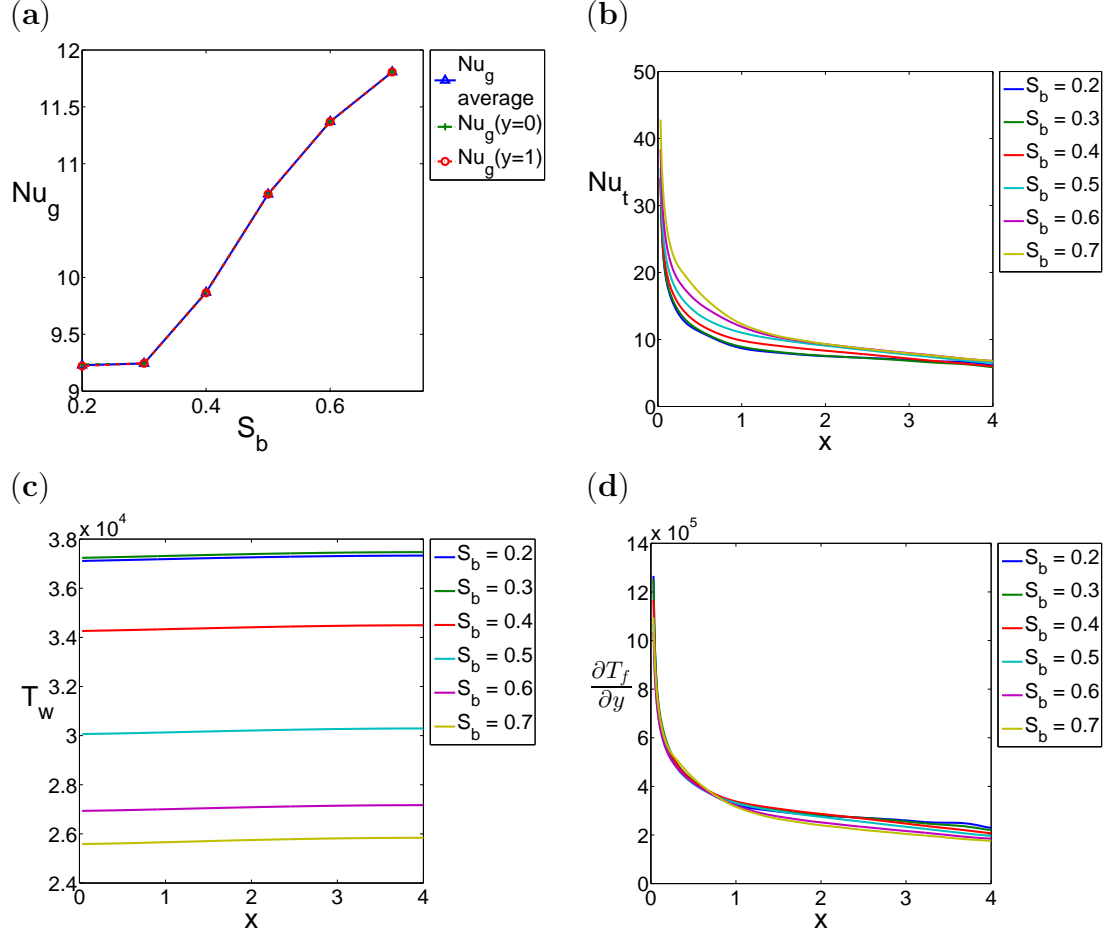 (a)
12
11.5
11
10
9.5
9
Nu_g
0.2
0.4
0.6
S_b
Nu_g
average
Nu_g(y=0)
Nu_g(y=1)
(b)
50
40
30
20
10
0
Nu_t
0 1 2 3 4
x
S_b = 0.2
S_b = 0.3
S_b = 0.4
S_b = 0.5
S_b = 0.6
S_b = 0.7
(c)
x 10^4
3.8
3.6
3.4
3.2
3
2.8
2.6
2.4
T_w
0 1 2 3 4
x
S_b = 0.2
S_b = 0.3
S_b = 0.4
S_b = 0.5
S_b = 0.6
S_b = 0.7
(d)
x 10^5
14
12
10
8
6
4
2
0
∂T_f
∂y
0 1 2 3 4
x
S_b = 0.2
S_b = 0.3
S_b = 0.4
S_b = 0.5
S_b = 0.6
S_b = 0.7